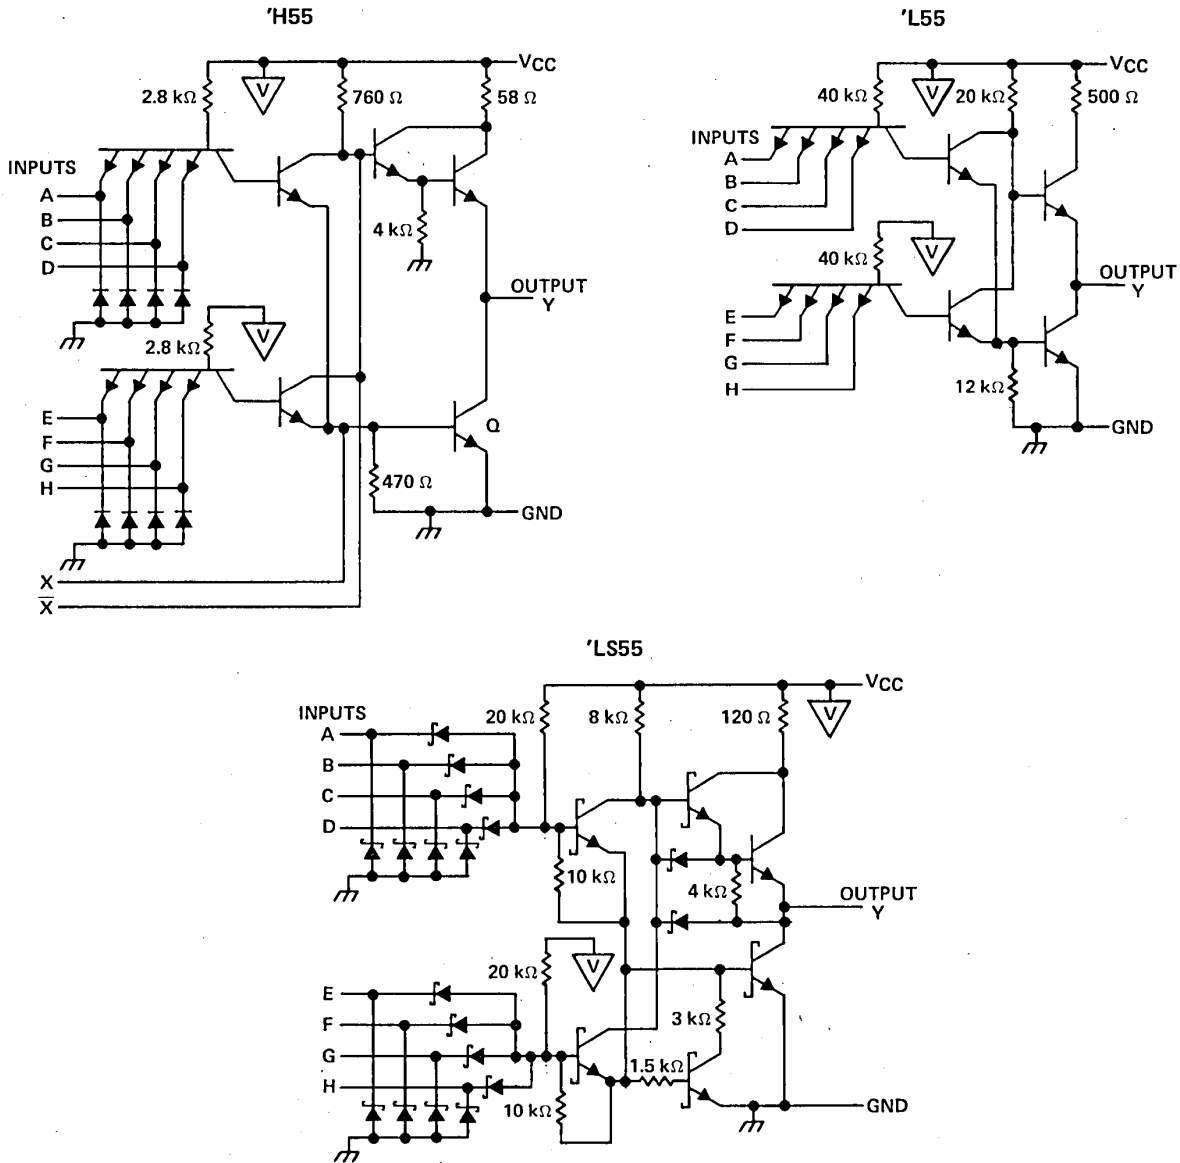 'H55
VCC
V
2.8 kΩ
760 Ω
58 Ω
INPUTS
A
B
C
D
4 kΩ
OUTPUT
Y
2.8 kΩ
V
E
F
G
H
Q
470 Ω
GND
X
X̅
'L55
VCC
V
40 kΩ
20 kΩ
500 Ω
INPUTS
A
B
C
D
40 kΩ
V
OUTPUT
Y
E
F
G
H
12 kΩ
GND
'LS55
VCC
V
INPUTS
20 kΩ
8 kΩ
120 Ω
A
B
C
D
10 kΩ
4 kΩ
OUTPUT
Y
20 kΩ
V
E
F
G
H
3 kΩ
1.5 kΩ
10 kΩ
GND